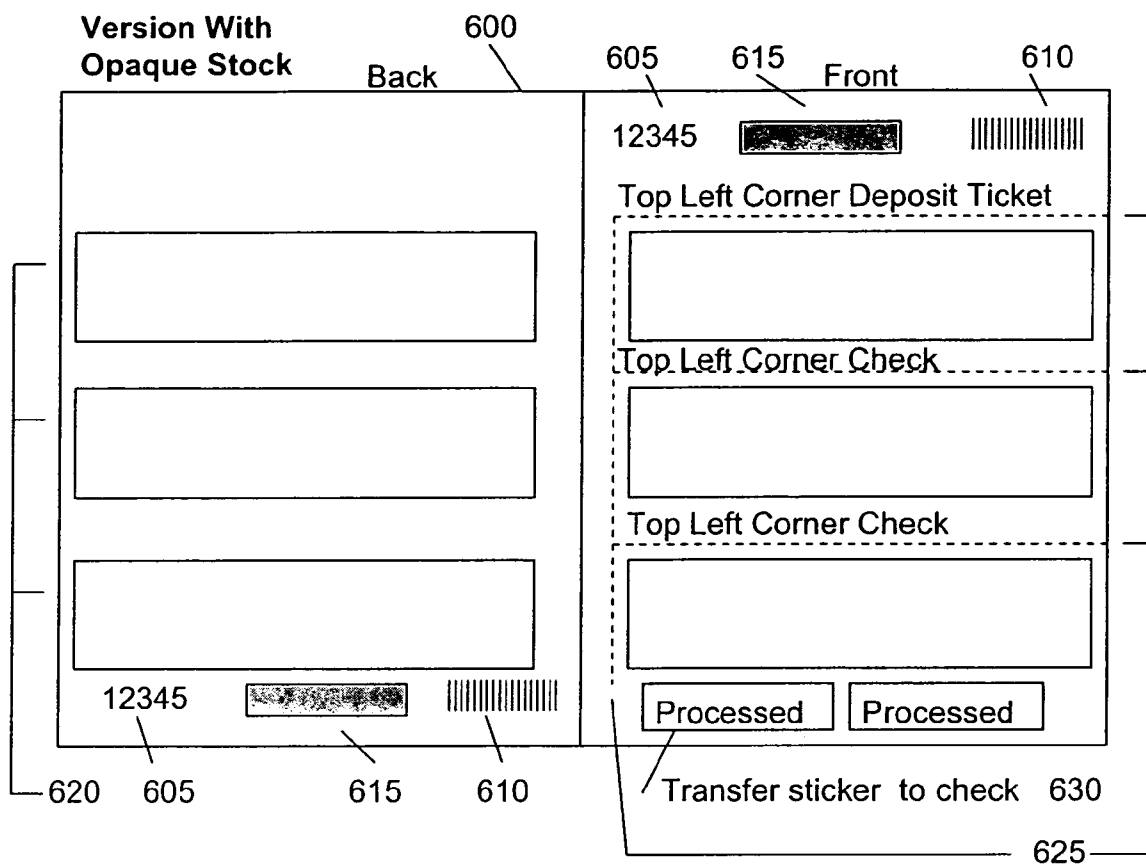 Version With
Opaque Stock
600
Back
605
615
Front
610
12345
Top Left Corner Deposit Ticket
Top Left Corner Check
Top Left Corner Check
12345
Processed
Processed
620
605
615
610
Transfer sticker to check 630
625